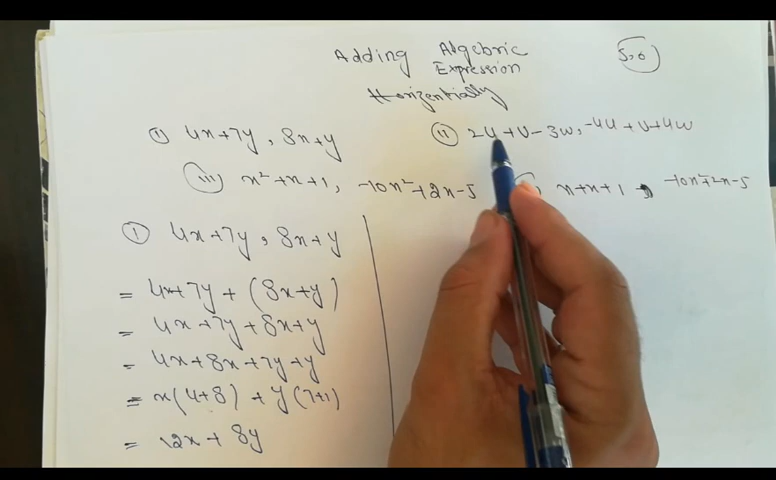 Adding Algebric
Expression
Horizentially
5,6
(i) 4x+7y, 8x+y
(ii) 2u+v-3w, -4u+v+4w
(iii) x²+x+1, -10x²+2x-5
x+x+1, -10x²+2x-5
(i) 4x+7y, 8x+y
= 4x+7y+(8x+y)
= 4x+7y+8x+y
= 4x+8x+7y+y
= x(4+8)+y(7+1)
= 12x+8y